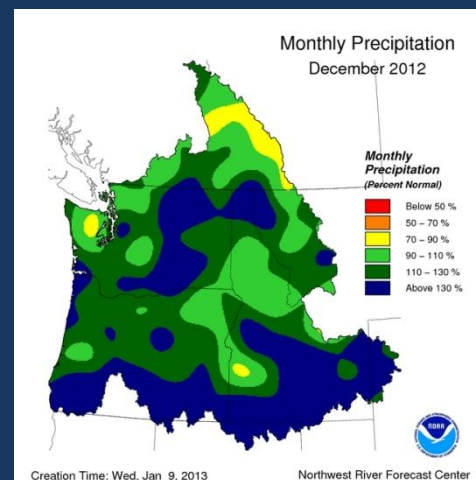 Monthly Precipitation
December 2012
Monthly
Precipitation
(Percent Normal)
Below 50 %
50 – 70 %
70 – 90 %
90 – 110 %
110 – 130 %
Above 130 %
NOAA
Creation Time: Wed, Jan 9, 2013
Northwest River Forecast Center